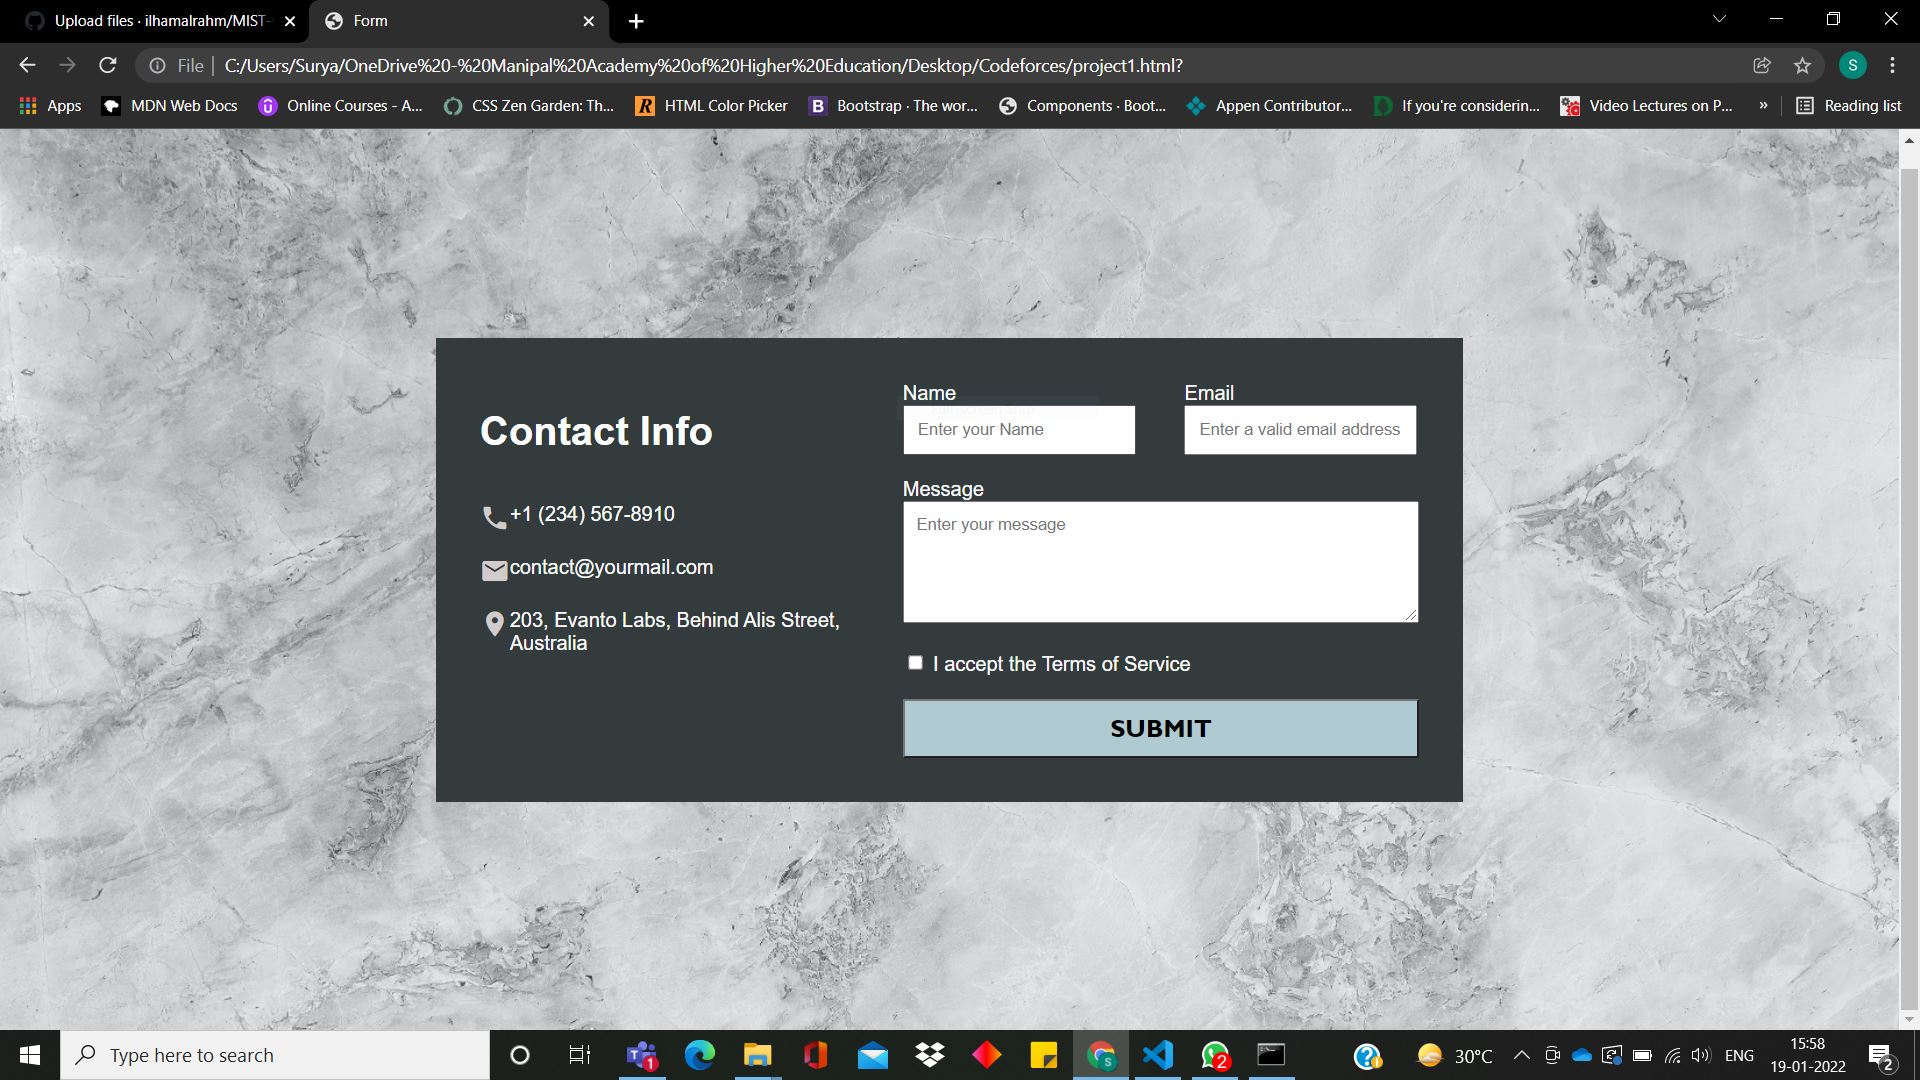 Upload files · ilhamalrahm/MIST-
Form
File
C:/Users/Surya/OneDrive%20-%20Manipal%20Academy%20of%20Higher%20Education/Desktop/Codeforces/project1.html?
S
Apps
MDN Web Docs
Online Courses - A...
CSS Zen Garden: Th...
HTML Color Picker
Bootstrap · The wor...
Components · Boot...
Appen Contributor...
If you're considerin...
Video Lectures on P...
»
Reading list
Contact Info
+1 (234) 567-8910
contact@yourmail.com
203, Evanto Labs, Behind Alis Street,
Australia
Name
Email
Enter your Name
Enter a valid email address
Message
Enter your message
I accept the Terms of Service
SUBMIT
Type here to search
1
2
30°C
ENG
15:58
19-01-2022
2